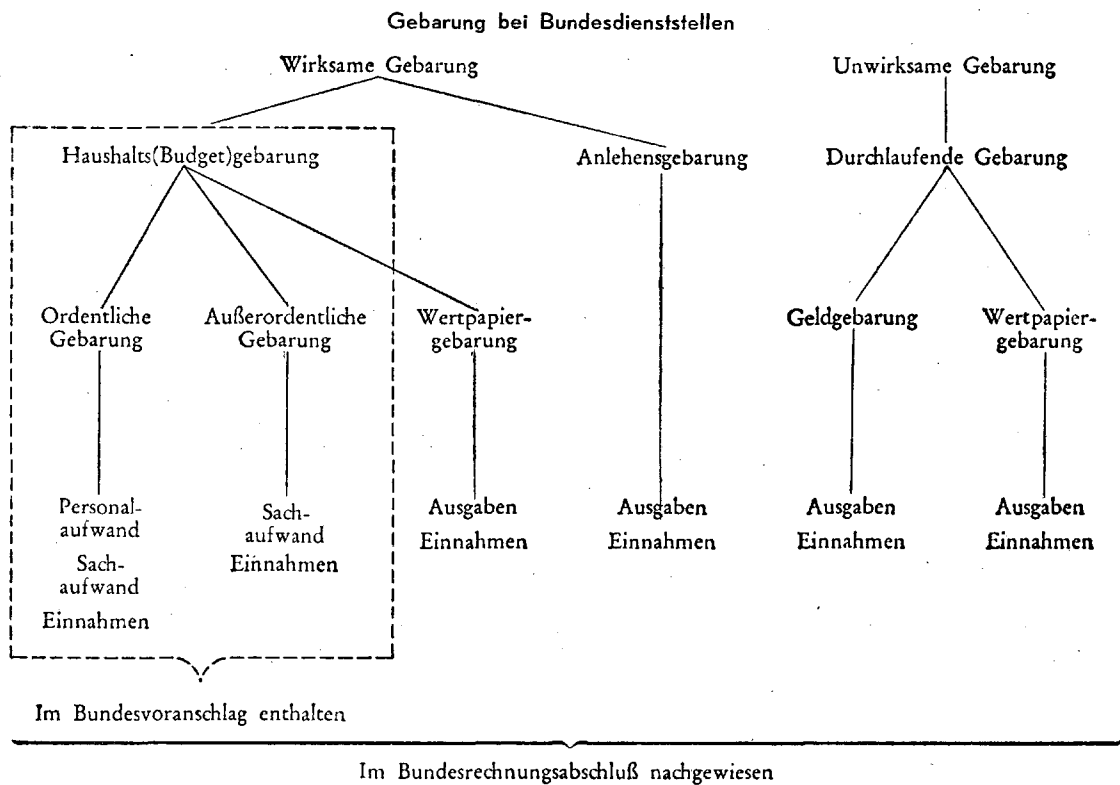 Gebarung bei Bundesdienststellen
Wirksame Gebarung
Unwirksame Gebarung
Haushalts(Budget)gebarung
Anlehensgebarung
Durchlaufende Gebarung
Ordentliche
Gebarung
Außerordentliche
Gebarung
Wertpapier-
gebarung
Geldgebarung
Wertpapier-
gebarung
Personal-
aufwand
Sach-
aufwand
Einnahmen
Sach-
aufwand
Einnahmen
Ausgaben
Einnahmen
Ausgaben
Einnahmen
Ausgaben
Einnahmen
Ausgaben
Einnahmen
Im Bundesvoranschlag enthalten
Im Bundesrechnungsabschluß nachgewiesen